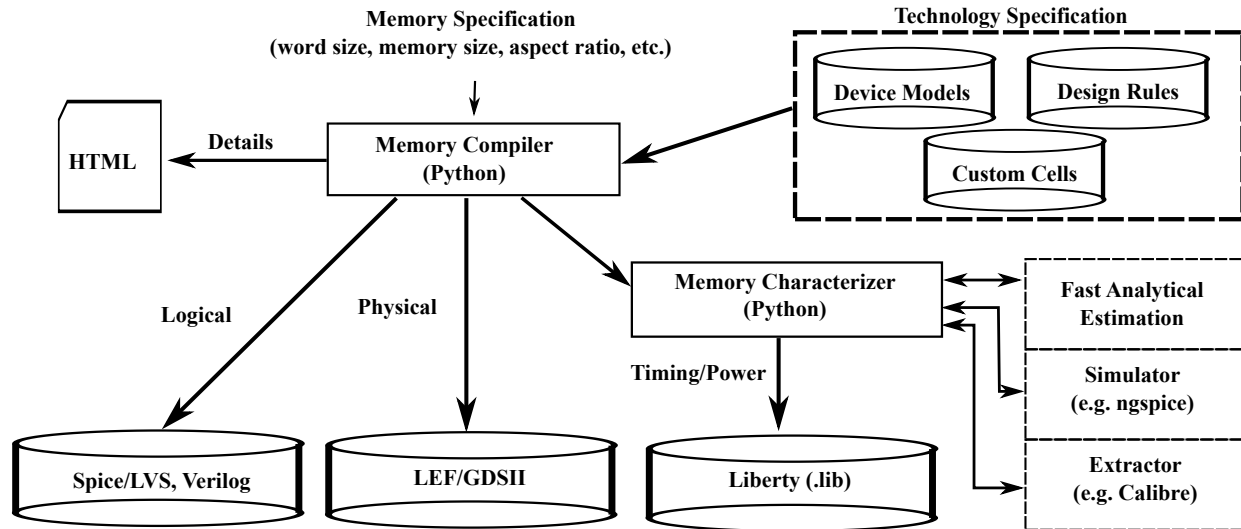 Memory Specification
(word size, memory size, aspect ratio, etc.)
Technology Specification
Device Models
Design Rules
Custom Cells
HTML
Details
Memory Compiler
(Python)
Logical
Physical
Memory Characterizer
(Python)
Fast Analytical
Estimation
Timing/Power
Simulator
(e.g. ngspice)
Extractor
(e.g. Calibre)
Spice/LVS, Verilog
LEF/GDSII
Liberty (.lib)